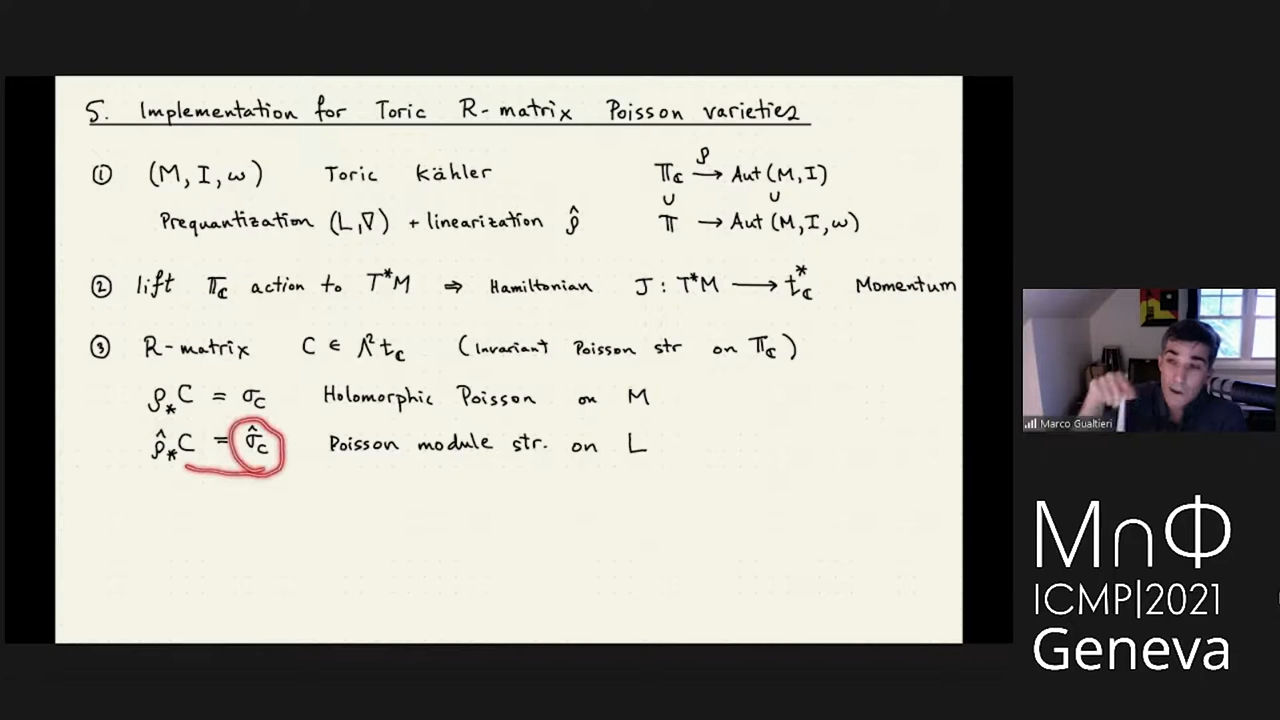 5. Implementation for Toric R-matrix Poisson varieties
① (M, I, ω) Toric Kähler 𝕋_ℂ →^ρ Aut(M,I)
∪ ∪
Prequantization (L,∇) + linearization ρ̂ 𝕋 → Aut(M,I,ω)
② lift 𝕋_ℂ action to T*M ⇒ Hamiltonian J : T*M ⟶ t*_ℂ Momentum
③ R-matrix C ∈ Λ²t_ℂ (Invariant Poisson str on 𝕋_ℂ)
ρ_*C = σ_C Holomorphic Poisson on M
ρ̂_*C = σ̂_C Poisson module str. on L
Marco Gualtieri
M∩Φ
ICMP|2021
Geneva